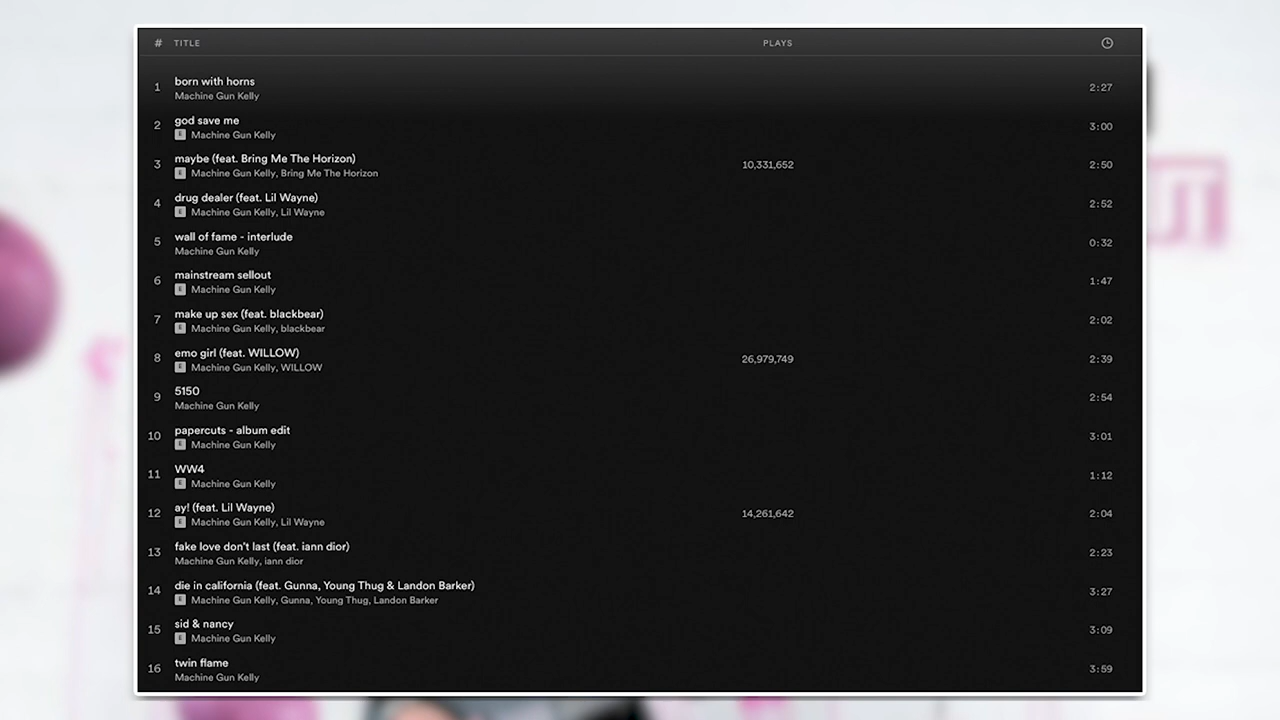 # TITLE PLAYS
1 born with horns 2:27
Machine Gun Kelly
2 god save me 3:00
E Machine Gun Kelly
3 maybe (feat. Bring Me The Horizon) 10,331,652 2:50
E Machine Gun Kelly, Bring Me The Horizon
4 drug dealer (feat. Lil Wayne) 2:52
E Machine Gun Kelly, Lil Wayne
5 wall of fame - interlude 0:32
Machine Gun Kelly
6 mainstream sellout 1:47
E Machine Gun Kelly
7 make up sex (feat. blackbear) 2:02
E Machine Gun Kelly, blackbear
8 emo girl (feat. WILLOW) 26,979,749 2:39
E Machine Gun Kelly, WILLOW
9 5150 2:54
Machine Gun Kelly
10 papercuts - album edit 3:01
E Machine Gun Kelly
11 WW4 1:12
E Machine Gun Kelly
12 ay! (feat. Lil Wayne) 14,261,642 2:04
E Machine Gun Kelly, Lil Wayne
13 fake love don't last (feat. iann dior) 2:23
Machine Gun Kelly, iann dior
14 die in california (feat. Gunna, Young Thug & Landon Barker) 3:27
E Machine Gun Kelly, Gunna, Young Thug, Landon Barker
15 sid & nancy 3:09
E Machine Gun Kelly
16 twin flame 3:59
Machine Gun Kelly